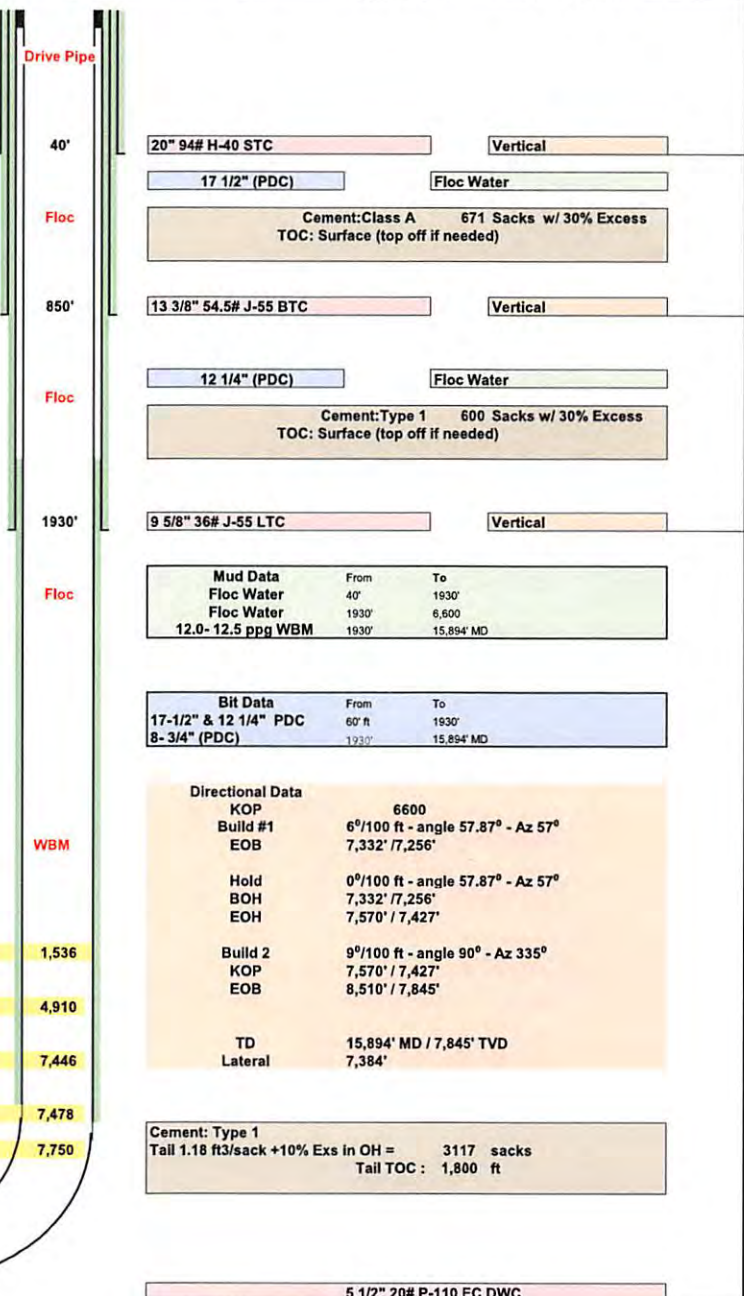 Drive Pipe
40'
20" 94# H-40 STC Vertical
17 1/2" (PDC) Floc Water
Floc
Cement:Class A 671 Sacks w/ 30% Excess
TOC: Surface (top off if needed)
850'
13 3/8" 54.5# J-55 BTC Vertical
12 1/4" (PDC) Floc Water
Floc
Cement:Type 1 600 Sacks w/ 30% Excess
TOC: Surface (top off if needed)
1930'
9 5/8" 36# J-55 LTC Vertical
Mud Data From To
Floc
Floc Water 40' 1930'
Floc Water 1930' 6,600
12.0- 12.5 ppg WBM 1930' 15,894' MD
Bit Data From To
17-1/2" & 12 1/4" PDC 60' ft 1930'
8- 3/4" (PDC) 1930' 15,894' MD
Directional Data
KOP 6600
Build #1 6⁰/100 ft - angle 57.87⁰ - Az 57⁰
WBM
EOB 7,332' /7,256'
Hold 0⁰/100 ft - angle 57.87⁰ - Az 57⁰
BOH 7,332' /7,256'
EOH 7,570' / 7,427'
1,536
Build 2 9⁰/100 ft - angle 90⁰ - Az 335⁰
KOP 7,570' / 7,427'
EOB 8,510' / 7,845'
4,910
TD 15,894' MD / 7,845' TVD
Lateral 7,384'
7,446
7,478
7,750
Cement: Type 1
Tail 1.18 ft3/sack +10% Exs in OH = 3117 sacks
Tail TOC : 1,800 ft
5 1/2" 20# P-110 EC DWC